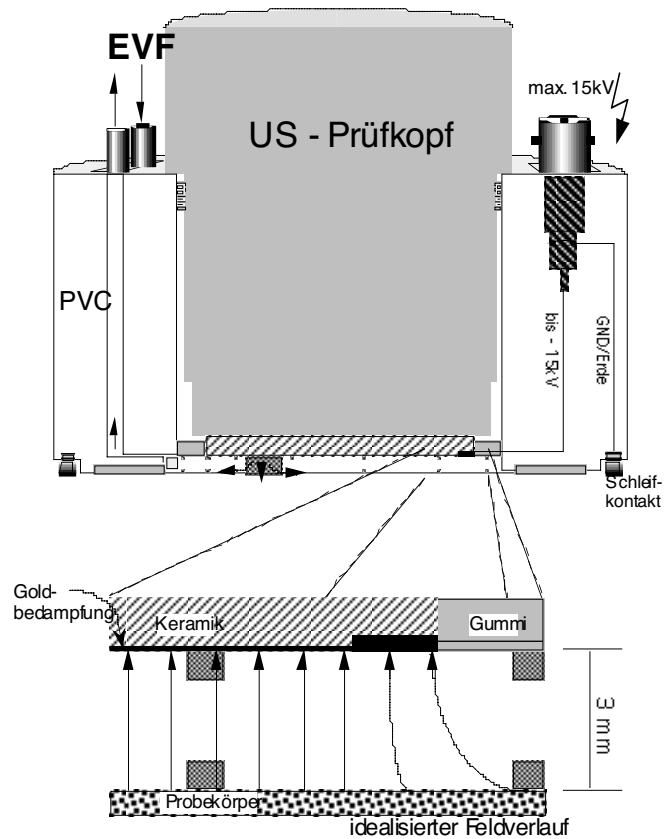 EVF
max. 15kV
US - Prüfkopf
PVC
bis - 15kV
GND/Erde
Schleif-
kontakt
Gold-
bedampfung
Keramik
Gummi
3 mm
Probekörper
idealisierter Feldverlauf